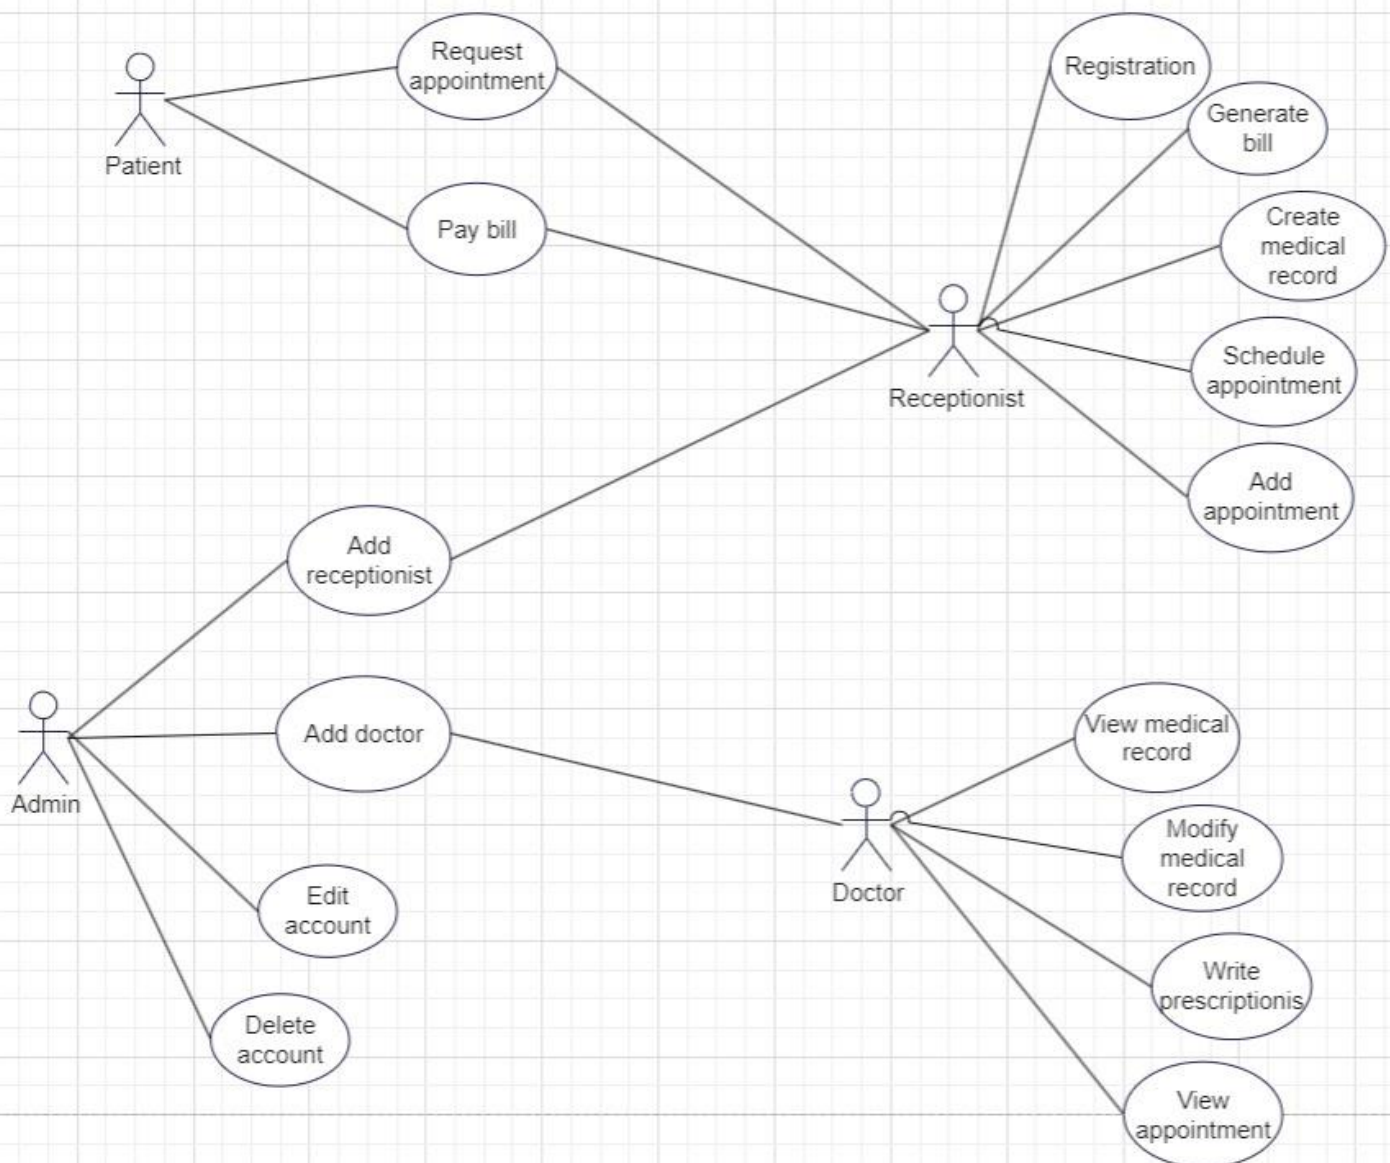 Request
appointment
Registration
Generate
bill
Patient
Pay bill
Create
medical
record
Receptionist
Schedule
appointment
Add
appointment
Add
receptionist
Add doctor
View medical
record
Admin
Modify
medical
record
Doctor
Edit
account
Write
prescriptionis
Delete
account
View
appointment